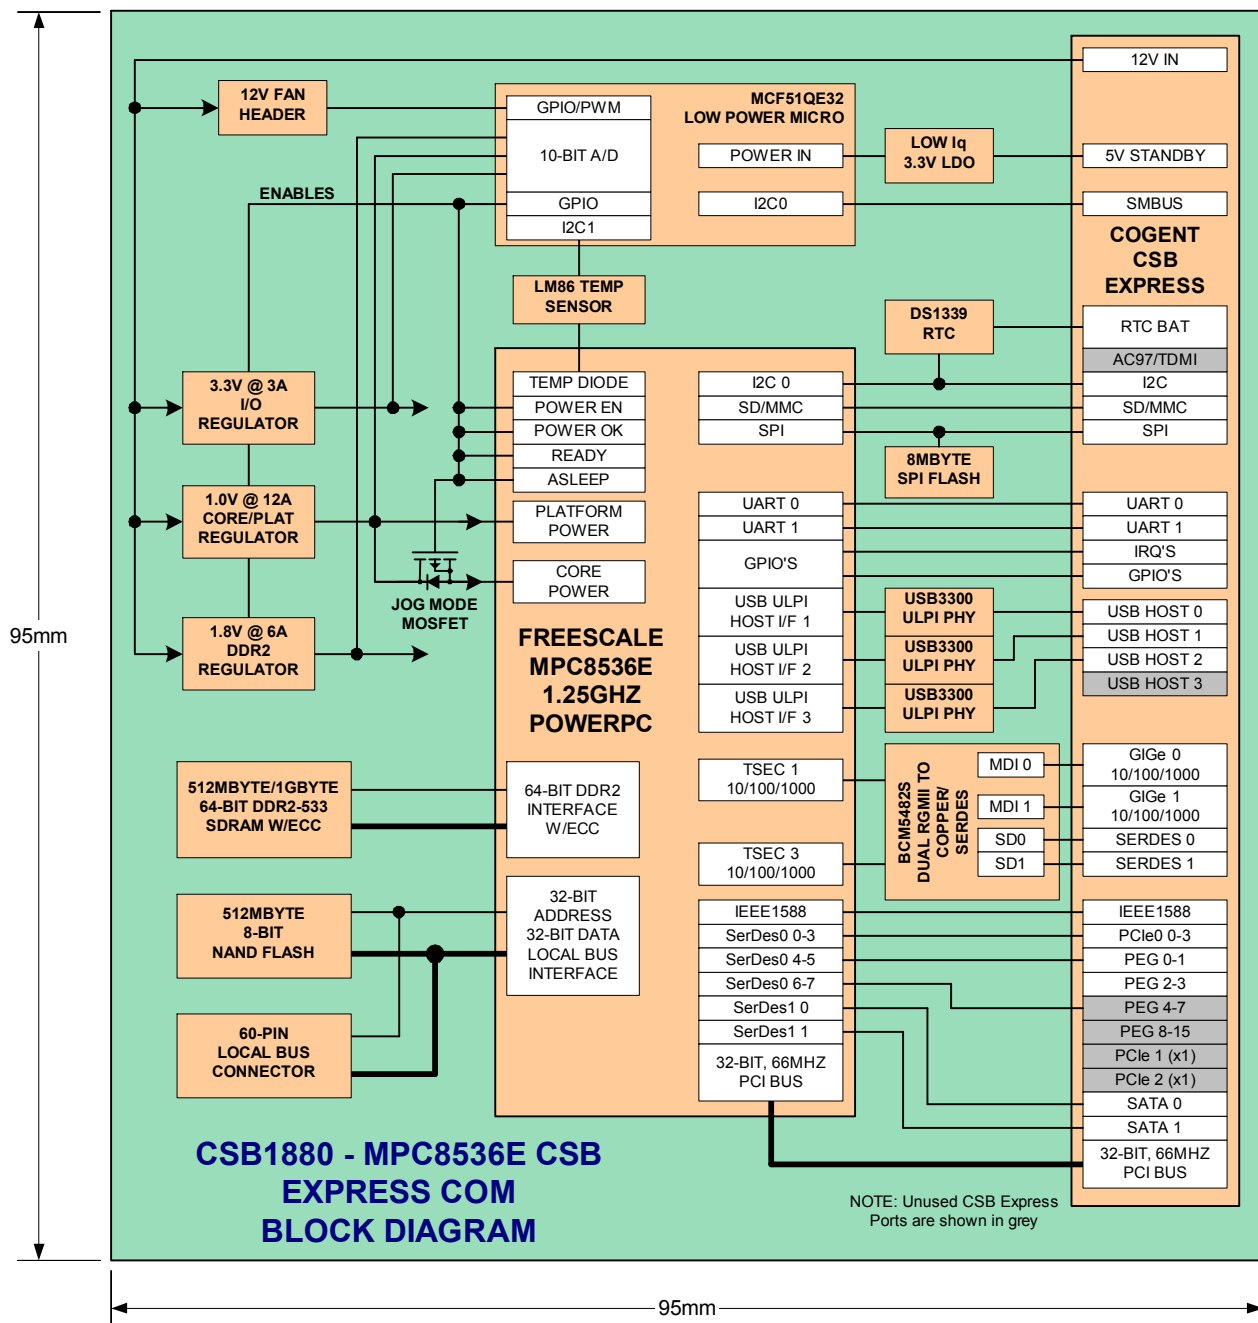 12V IN
12V FAN
HEADER
GPIO/PWM
10-BIT A/D
GPIO
I2C1
MCF51QE32
LOW POWER MICRO
POWER IN
I2C0
LOW Iq
3.3V LDO
5V STANDBY
SMBUS
COGENT
CSB
EXPRESS
ENABLES
LM86 TEMP
SENSOR
DS1339
RTC
RTC BAT
AC97/TDMI
I2C
SD/MMC
SPI
3.3V @ 3A
I/O
REGULATOR
1.0V @ 12A
CORE/PLAT
REGULATOR
1.8V @ 6A
DDR2
REGULATOR
JOG MODE
MOSFET
TEMP DIODE
POWER EN
POWER OK
READY
ASLEEP
PLATFORM
POWER
CORE
POWER
FREESCALE
MPC8536E
1.25GHZ
POWERPC
I2C 0
SD/MMC
SPI
8MBYTE
SPI FLASH
UART 0
UART 1
GPIO'S
USB ULPI
HOST I/F 1
USB ULPI
HOST I/F 2
USB ULPI
HOST I/F 3
USB3300
ULPI PHY
USB3300
ULPI PHY
USB3300
ULPI PHY
UART 0
UART 1
IRQ'S
GPIO'S
USB HOST 0
USB HOST 1
USB HOST 2
USB HOST 3
95mm
512MBYTE/1GBYTE
64-BIT DDR2-533
SDRAM W/ECC
64-BIT DDR2
INTERFACE
W/ECC
TSEC 1
10/100/1000
TSEC 3
10/100/1000
BCM5482S
DUAL RGMII TO
COPPER/
SERDES
MDI 0
MDI 1
SD0
SD1
GIGe 0
10/100/1000
GIGe 1
10/100/1000
SERDES 0
SERDES 1
512MBYTE
8-BIT
NAND FLASH
32-BIT
ADDRESS
32-BIT DATA
LOCAL BUS
INTERFACE
60-PIN
LOCAL BUS
CONNECTOR
IEEE1588
SerDes0 0-3
SerDes0 4-5
SerDes0 6-7
SerDes1 0
SerDes1 1
32-BIT, 66MHZ
PCI BUS
IEEE1588
PCIe0 0-3
PEG 0-1
PEG 2-3
PEG 4-7
PEG 8-15
PCIe 1 (x1)
PCIe 2 (x1)
SATA 0
SATA 1
32-BIT, 66MHZ
PCI BUS
CSB1880 - MPC8536E CSB
EXPRESS COM
BLOCK DIAGRAM
NOTE: Unused CSB Express
Ports are shown in grey
95mm